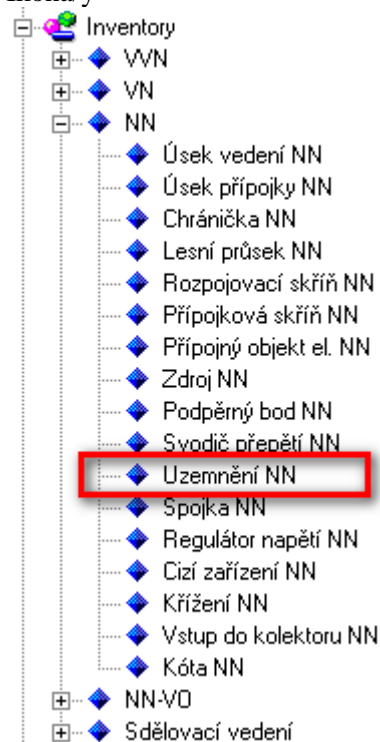 Inventory
VVN
VN
NN
Úsek vedení NN
Úsek přípojky NN
Chránička NN
Lesní průsek NN
Rozpojovací skříň NN
Přípojková skříň NN
Přípojný objekt el. NN
Zdroj NN
Podpěrný bod NN
Svodič přepětí NN
Uzemnění NN
Spojka NN
Regulátor napětí NN
Cizí zařízení NN
Křížení NN
Vstup do kolektoru NN
Kóta NN
NN-VO
Sdělovací vedení